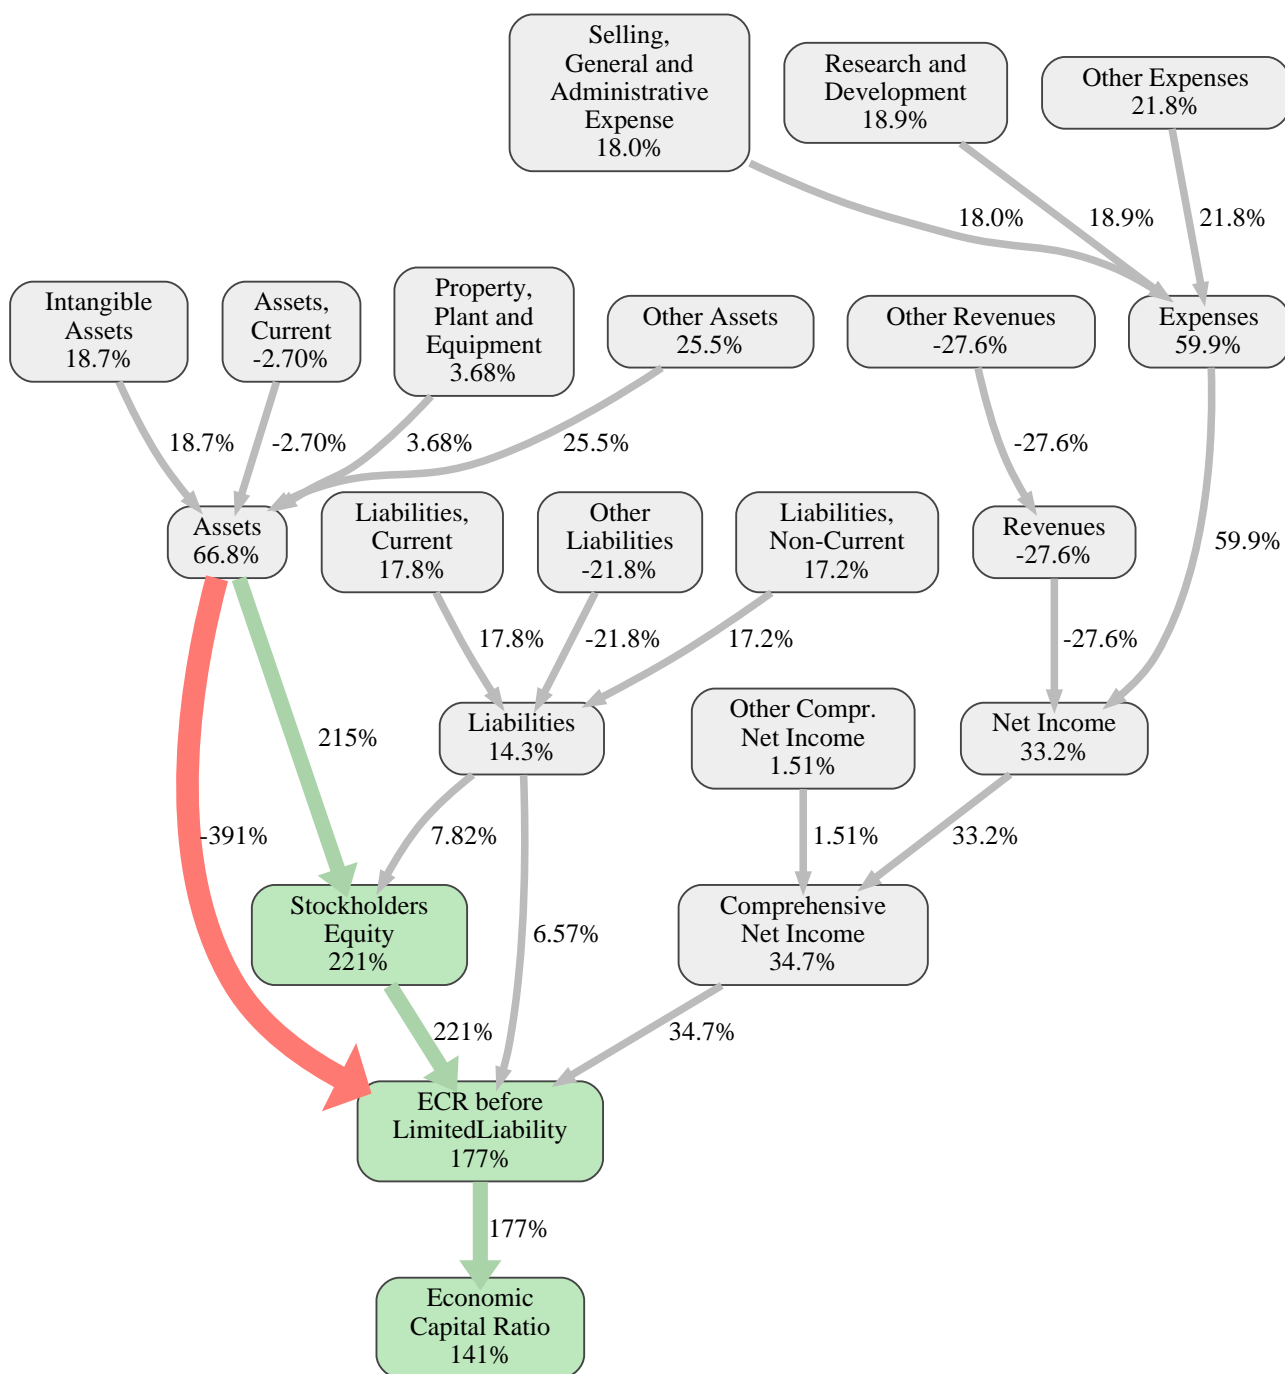 Selling,
General and
Administrative
Expense
18.0%
Research and
Development
18.9%
Other Expenses
21.8%
18.0%
18.9%
21.8%
Intangible
Assets
18.7%
Assets,
Current
-2.70%
Property,
Plant and
Equipment
3.68%
Other Assets
25.5%
Other Revenues
-27.6%
Expenses
59.9%
18.7%
-2.70%
3.68%
25.5%
-27.6%
Assets
66.8%
Liabilities,
Current
17.8%
Other
Liabilities
-21.8%
Liabilities,
Non-Current
17.2%
Revenues
-27.6%
59.9%
17.8%
-21.8%
17.2%
-27.6%
215%
Liabilities
14.3%
Other Compr.
Net Income
1.51%
Net Income
33.2%
-391%
7.82%
1.51%
33.2%
Stockholders
Equity
221%
6.57%
Comprehensive
Net Income
34.7%
221%
34.7%
ECR before
LimitedLiability
177%
177%
Economic
Capital Ratio
141%